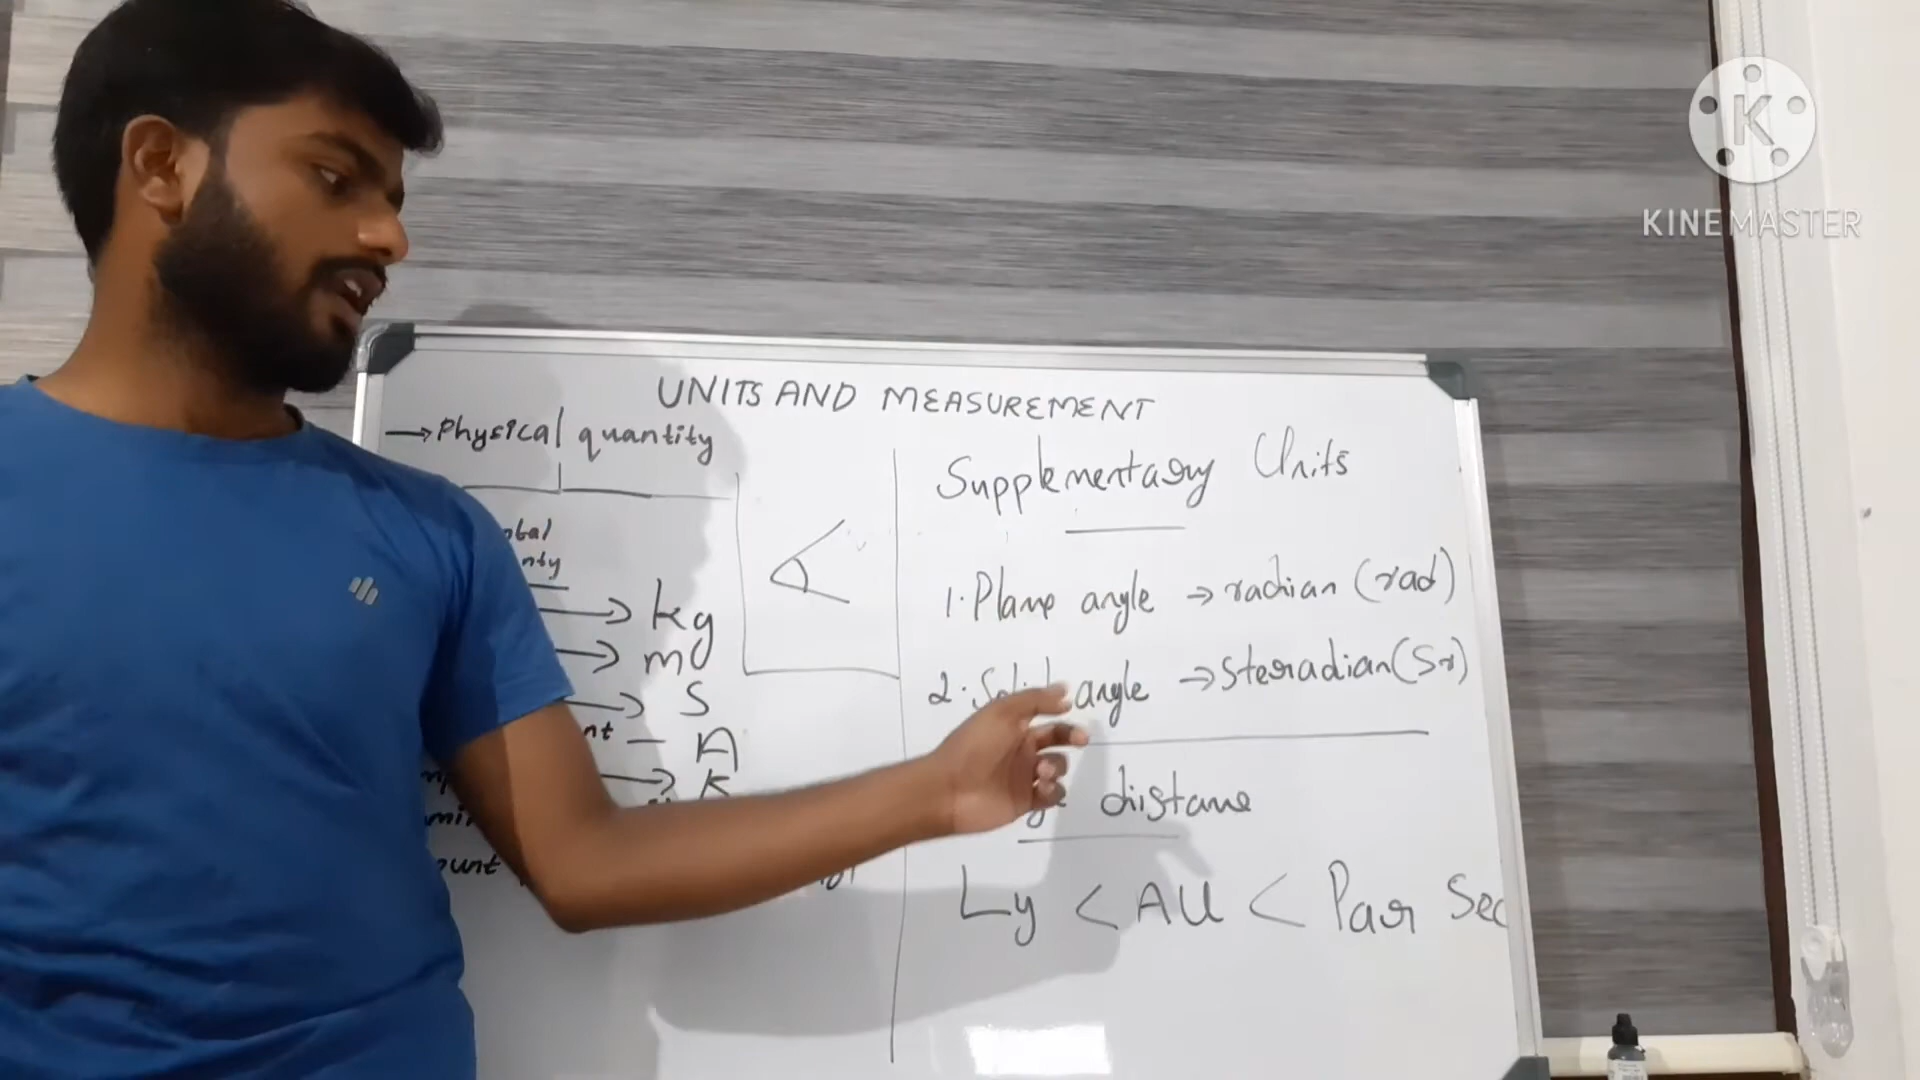 KINEMASTER
UNITS AND MEASUREMENT
→ Physical quantity
→ kg
→ m
→ S
— A
→ K
Supplementary Units
1. Plane angle → radian (rad)
2. Solid angle → Steradian (Sr)
distane
Ly < AU < Par Sec